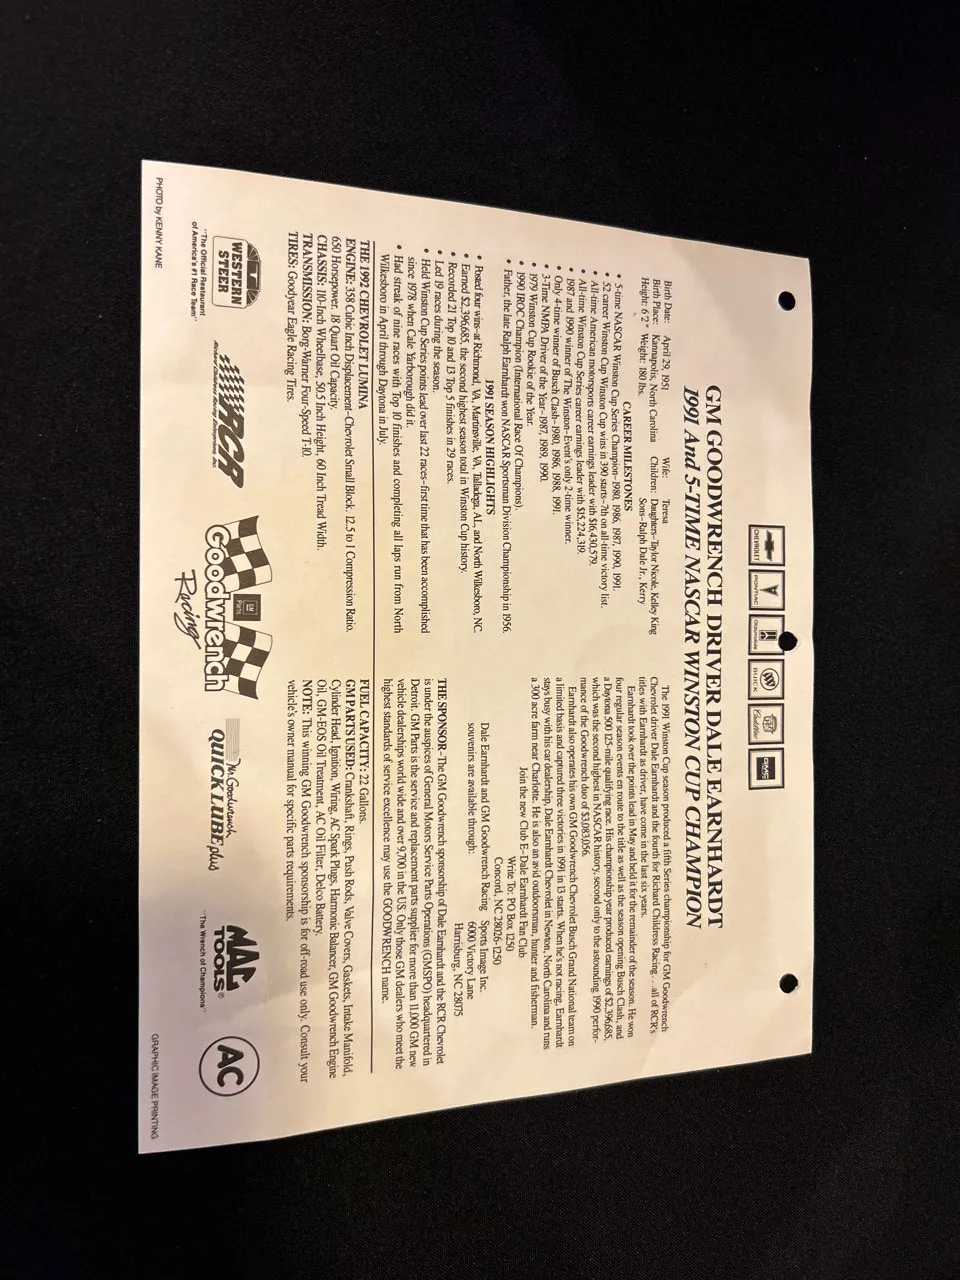 CHEVROLET
PONTIAC
OLDSMOBILE
BUICK
Cadillac
GMC
GM GOODWRENCH DRIVER DALE EARNHARDT
1991 And 5-TIME NASCAR WINSTON CUP CHAMPION
Birth Date: April 29, 1951 Wife: Teresa
Birth Place: Kannapolis, North Carolina Children: Daughters–Taylor Nicole, Kelley King
Height: 6'2" Weight: 180 lbs. Sons–Ralph Dale Jr., Kerry
CAREER MILESTONES
• 5-time NASCAR Winston Cup Series Champion–1980, 1986, 1987, 1990, 1991.
• 52 career Winston Cup Winston Cup wins in 390 starts–7th on all-time victory list.
• All-time American motorsports career earnings leader with $16,430,579.
• All-time Winston Cup Series career earnings leader with $15,224,319.
• 1987 and 1990 winner of The Winston–Event's only 2-time winner.
• Only 4-time winner of Busch Clash–1980, 1986, 1988, 1991.
• 3-Time NMPA Driver of the Year–1987, 1989, 1990.
• 1979 Winston Cup Rookie of the Year.
• 1990 IROC Champion (International Race Of Champions).
• Father, the late Ralph Earnhardt won NASCAR Sportsman Division Championship in 1956.
1991 SEASON HIGHLIGHTS
• Posted four wins–at Richmond, VA, Martinsville, VA, Talladega, AL, and North Wilkesboro, NC.
• Earned $2,396,685, the second highest season total in Winston Cup history.
• Recorded 21 Top 10 and 13 Top 5 finishes in 29 races.
• Led 19 races during the season.
• Held Winston Cup Series points lead over last 22 races–first time that has been accomplished
since 1978 when Cale Yarborough did it.
• Had streak of nine races with Top 10 finishes and completing all laps run from North
Wilkesboro in April through Daytona in July.
The 1991 Winston Cup season produced a fifth Series championship for GM Goodwrench
Chevrolet driver Dale Earnhardt and the fourth for Richard Childress Racing . . . all of RCR's
titles with Earnhardt as driver, have come in the last six years.
Earnhardt took over the points lead in May and held it for the remainder of the season. He won
four regular season events en route to the title as well as the season opening Busch Clash, and
a Daytona 500 125-mile qualifying race. His championship year produced earnings of $2,396,685,
which was the second highest in NASCAR history, second only to the astounding 1990 perfor-
mance of the Goodwrench duo of $3,083,056.
Earnhardt also operates his own GM Goodwrench Chevrolet Busch Grand National team on
a limited basis and captured three victories in 1991 in 13 starts. When he's not racing, Earnhardt
stays busy with his car dealership, Dale Earnhardt Chevrolet in Newton, North Carolina and runs
a 300 acre farm near Charlotte. He is also an avid outdoorsman, hunter and fisherman.
Join the new Club E–Dale Earnhardt Fan Club
Write To: PO Box 1250
Concord, NC 28026-1250
Dale Earnhardt and GM Goodwrench Racing Sports Image Inc.
souvenirs are available through: 6000 Victory Lane
Harrisburg, NC 28075
THE SPONSOR–The GM Goodwrench sponsorship of Dale Earnhardt and the RCR Chevrolet
is under the auspices of General Motors Service Parts Operations (GMSPO) headquartered in
Detroit. GM Parts is the service and replacement parts supplier for more than 11,000 GM new
vehicle dealerships world wide and over 9,700 in the US. Only those GM dealers who meet the
highest standards of service excellence may use the GOODWRENCH name.
THE 1992 CHEVROLET LUMINA
ENGINE: 358 Cubic Inch Displacement–Chevrolet Small Block. 12.5 to 1 Compression Ratio.
650 Horsepower. 18 Quart Oil Capacity.
CHASSIS: 110-Inch Wheelbase, 50.5 Inch Height, 60 Inch Tread Width.
TRANSMISSION: Borg-Warner Four-Speed T-10.
TIRES: Goodyear Eagle Racing Tires.
FUEL CAPACITY: 22 Gallons.
GM PARTS USED: Crankshaft, Rings, Push Rods, Valve Covers, Gaskets, Intake Manifold,
Cylinder Head, Ignition, Wiring, AC Spark Plugs, Harmonic Balancer, GM Goodwrench Engine
Oil, GM-EOS Oil Treatment, AC Oil Filter, Delco Battery.
NOTE: This winning GM Goodwrench sponsorship is for off-road use only. Consult your
vehicle's owner manual for specific parts requirements.
WESTERN
STEER
"The Official Restaurant
of America's #1 Race Team"
RCR
Richard Childress Racing Enterprises, Inc.
GM
Parts
Goodwrench
Racing
Mr. Goodwrench
QUICK LUBE plus
MAC
TOOLS®
"The Wrench of Champions"
AC
PHOTO by KENNY KANE
GRAPHIC IMAGE PRINTING